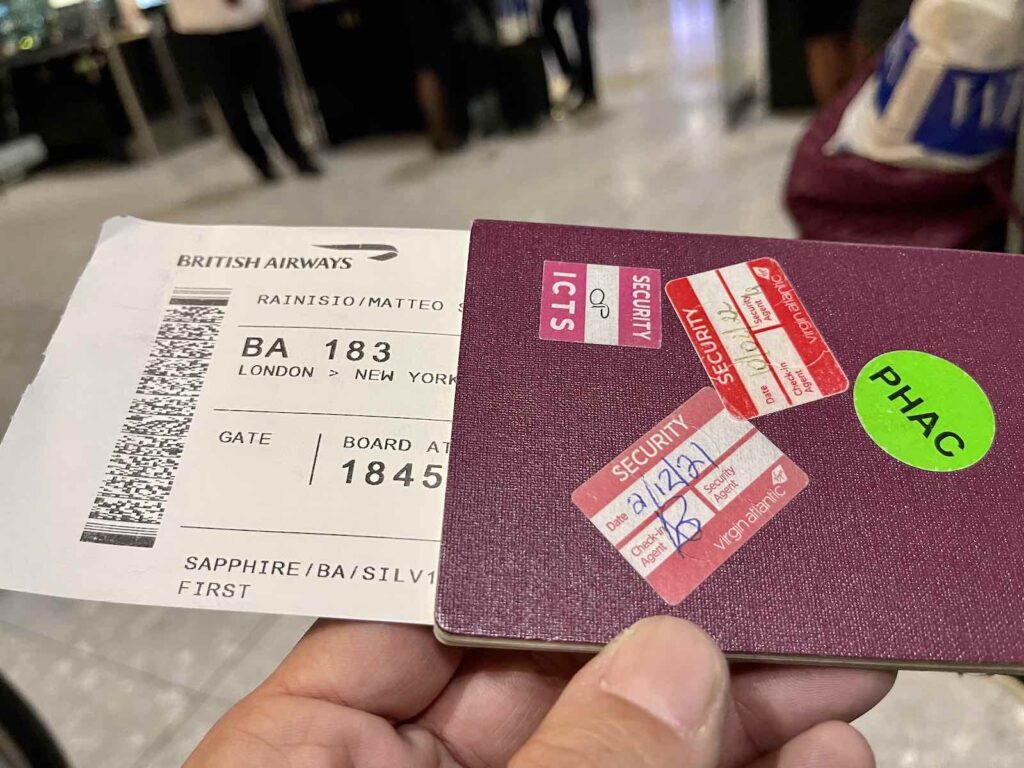 BRITISH AIRWAYS
RAINISIO/MATTEO
BA 183
LONDON > NEW YORK
GATE
BOARD AT
1845
SAPPHIRE/BA/SILV
FIRST
SECURITY
OP
ICTS
SECURITY
Date
Security Agent
Check-in Agent
virgin atlantic
PHAC
SECURITY
Date 2/12/21
Security Agent
Check-in Agent
virgin atlantic